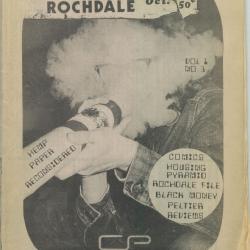 ROCHDALE
Oct.
50¢
VOL 1
NO. 1
HEMP
PAPER
RECONSIDERED
COMICS
HOUSING
PYRAMID
ROCHDALE FILE
BLACK MONEY
PELTIER
REVIEWS